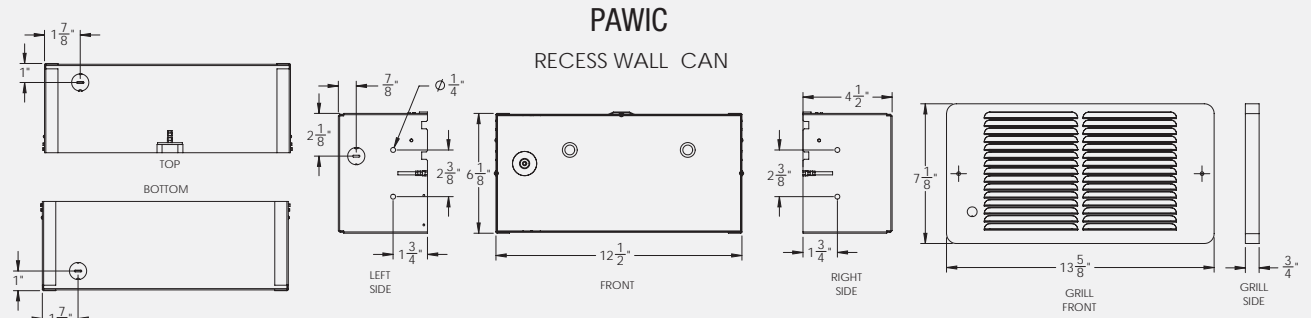 PAWIC
RECESS WALL CAN
1 7/8"
1"
TOP
BOTTOM
1"
1 7/8"
7/8"
Ø 1/4"
2 1/8"
2 3/8"
1 3/4"
LEFT
SIDE
6 1/8"
12 1/2"
FRONT
4 1/2"
2 3/8"
1 3/4"
RIGHT
SIDE
7 1/8"
13 5/8"
GRILL
FRONT
3/4"
GRILL
SIDE